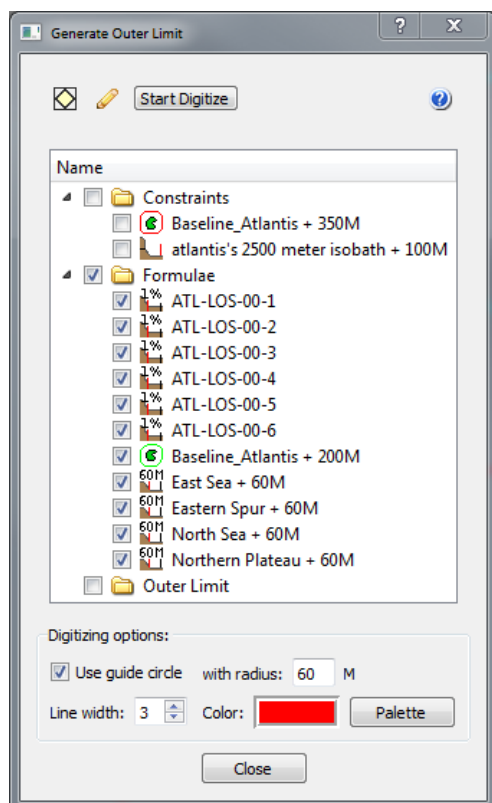 Generate Outer Limit
? X
Start Digitize
?
Name
Constraints
Baseline_Atlantis + 350M
atlantis's 2500 meter isobath + 100M
Formulae
1% ATL-LOS-00-1
1% ATL-LOS-00-2
1% ATL-LOS-00-3
1% ATL-LOS-00-4
1% ATL-LOS-00-5
1% ATL-LOS-00-6
Baseline_Atlantis + 200M
60M East Sea + 60M
60M Eastern Spur + 60M
60M North Sea + 60M
60M Northern Plateau + 60M
Outer Limit
Digitizing options:
Use guide circle with radius: 60 M
Line width: 3 Color: Palette
Close